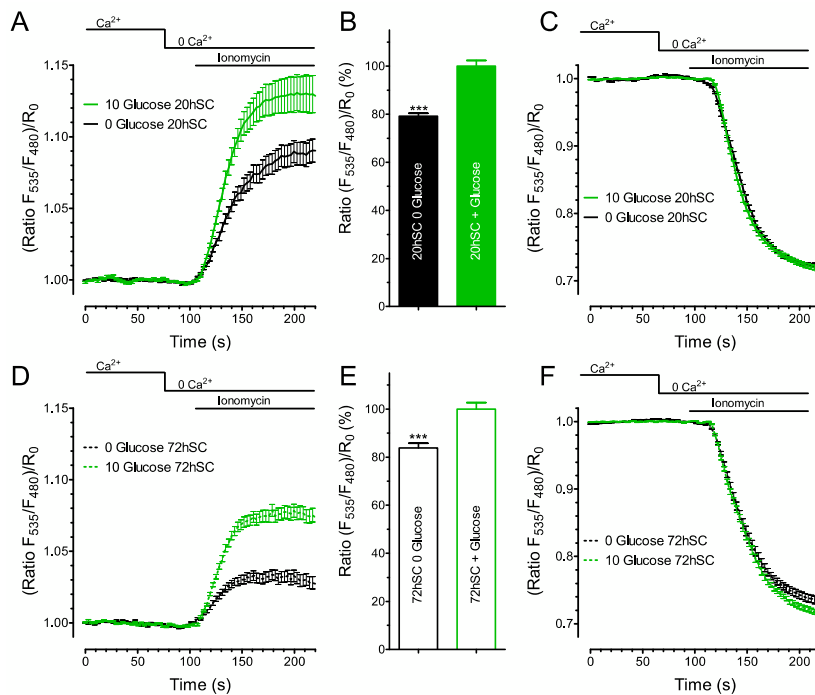 A
Ca²⁺
0 Ca²⁺
Ionomycin
(Ratio F₅₃₅/F₄₈₀)/R₀
1.15
1.10
1.05
1.00
10 Glucose 20hSC
0 Glucose 20hSC
0
50
100
150
200
Time (s)
B
Ratio (F₅₃₅/F₄₈₀)/R₀ (%)
100
80
60
40
20
0
***
20hSC 0 Glucose
20hSC + Glucose
C
Ca²⁺
0 Ca²⁺
Ionomycin
(Ratio F₅₃₅/F₄₈₀)/R₀
1.0
0.9
0.8
0.7
10 Glucose 20hSC
0 Glucose 20hSC
0
50
100
150
200
Time (s)
D
Ca²⁺
0 Ca²⁺
Ionomycin
(Ratio F₅₃₅/F₄₈₀)/R₀
1.15
1.10
1.05
1.00
0 Glucose 72hSC
10 Glucose 72hSC
0
50
100
150
200
Time (s)
E
Ratio (F₅₃₅/F₄₈₀)/R₀ (%)
100
80
60
40
20
0
***
72hSC 0 Glucose
72hSC + Glucose
F
Ca²⁺
0 Ca²⁺
Ionomycin
(Ratio F₅₃₅/F₄₈₀)/R₀
1.0
0.9
0.8
0.7
0 Glucose 72hSC
10 Glucose 72hSC
0
50
100
150
200
Time (s)